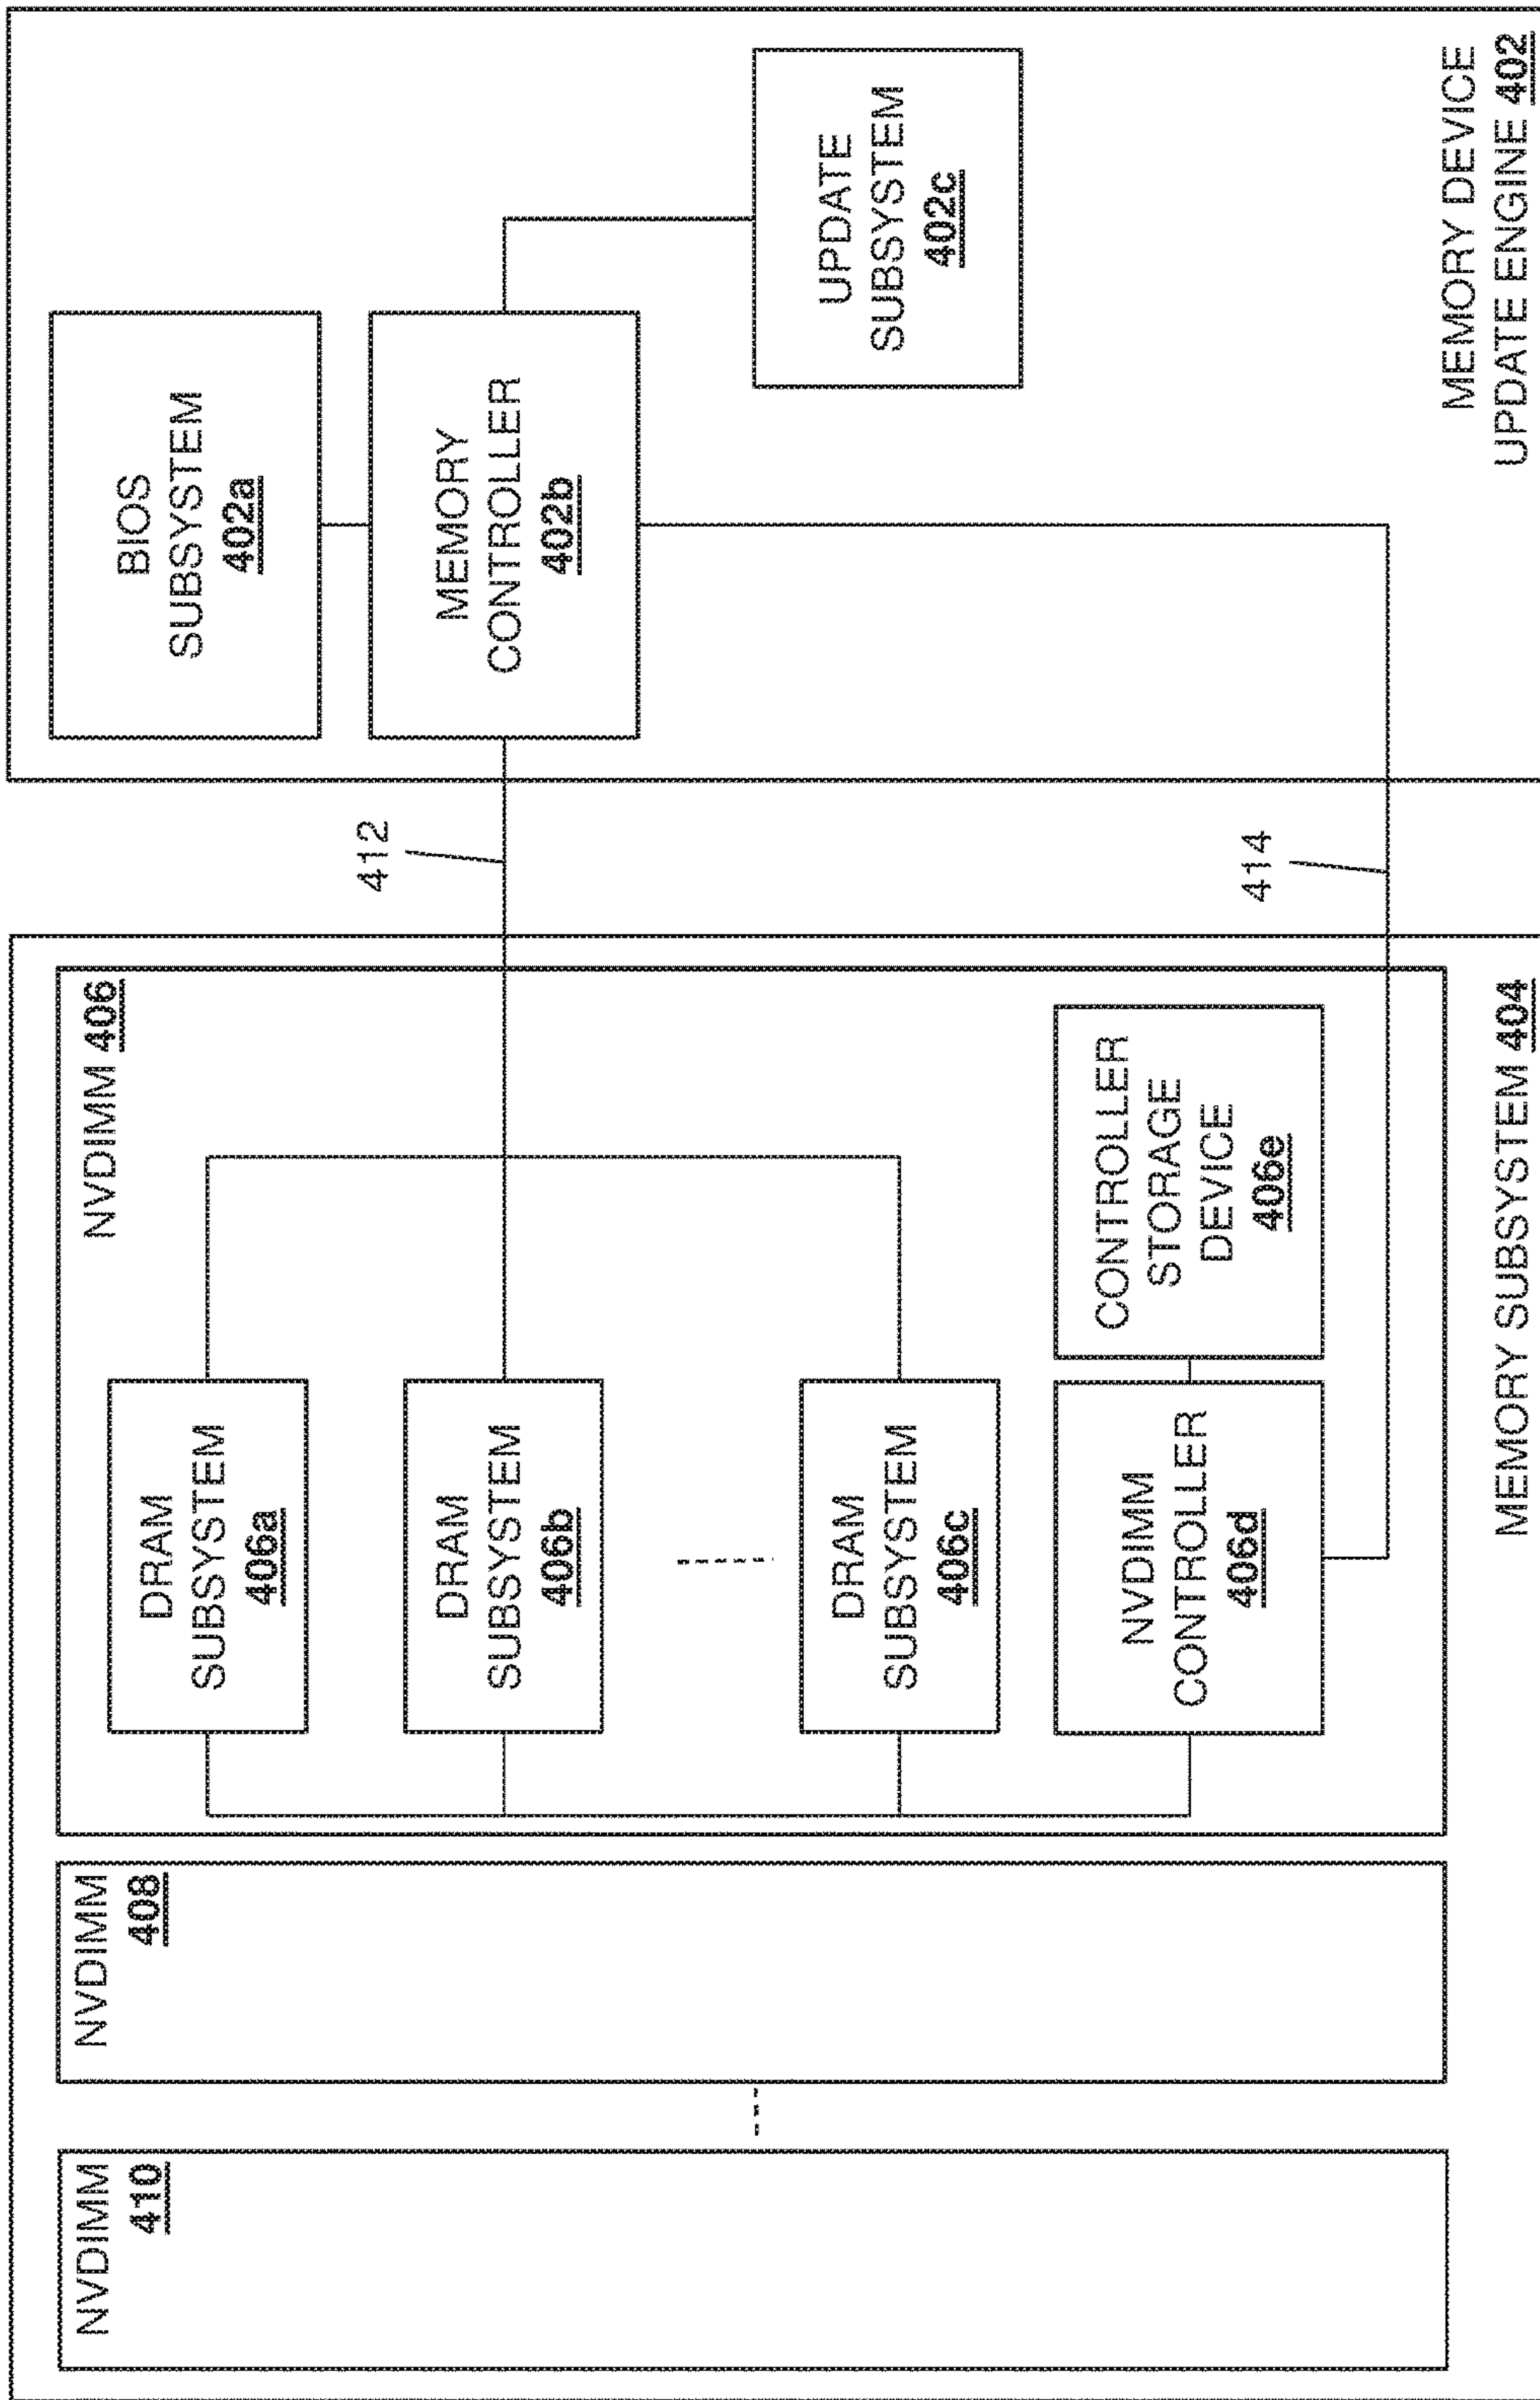 NVDIMM
410
NVDIMM
408
NVDIMM 406
DRAM
SUBSYSTEM
406a
DRAM
SUBSYSTEM
406b
DRAM
SUBSYSTEM
406c
NVDIMM
CONTROLLER
406d
CONTROLLER
STORAGE
DEVICE
406e
MEMORY SUBSYSTEM 404
412
414
BIOS
SUBSYSTEM
402a
MEMORY
CONTROLLER
402b
UPDATE
SUBSYSTEM
402c
MEMORY DEVICE
UPDATE ENGINE 402